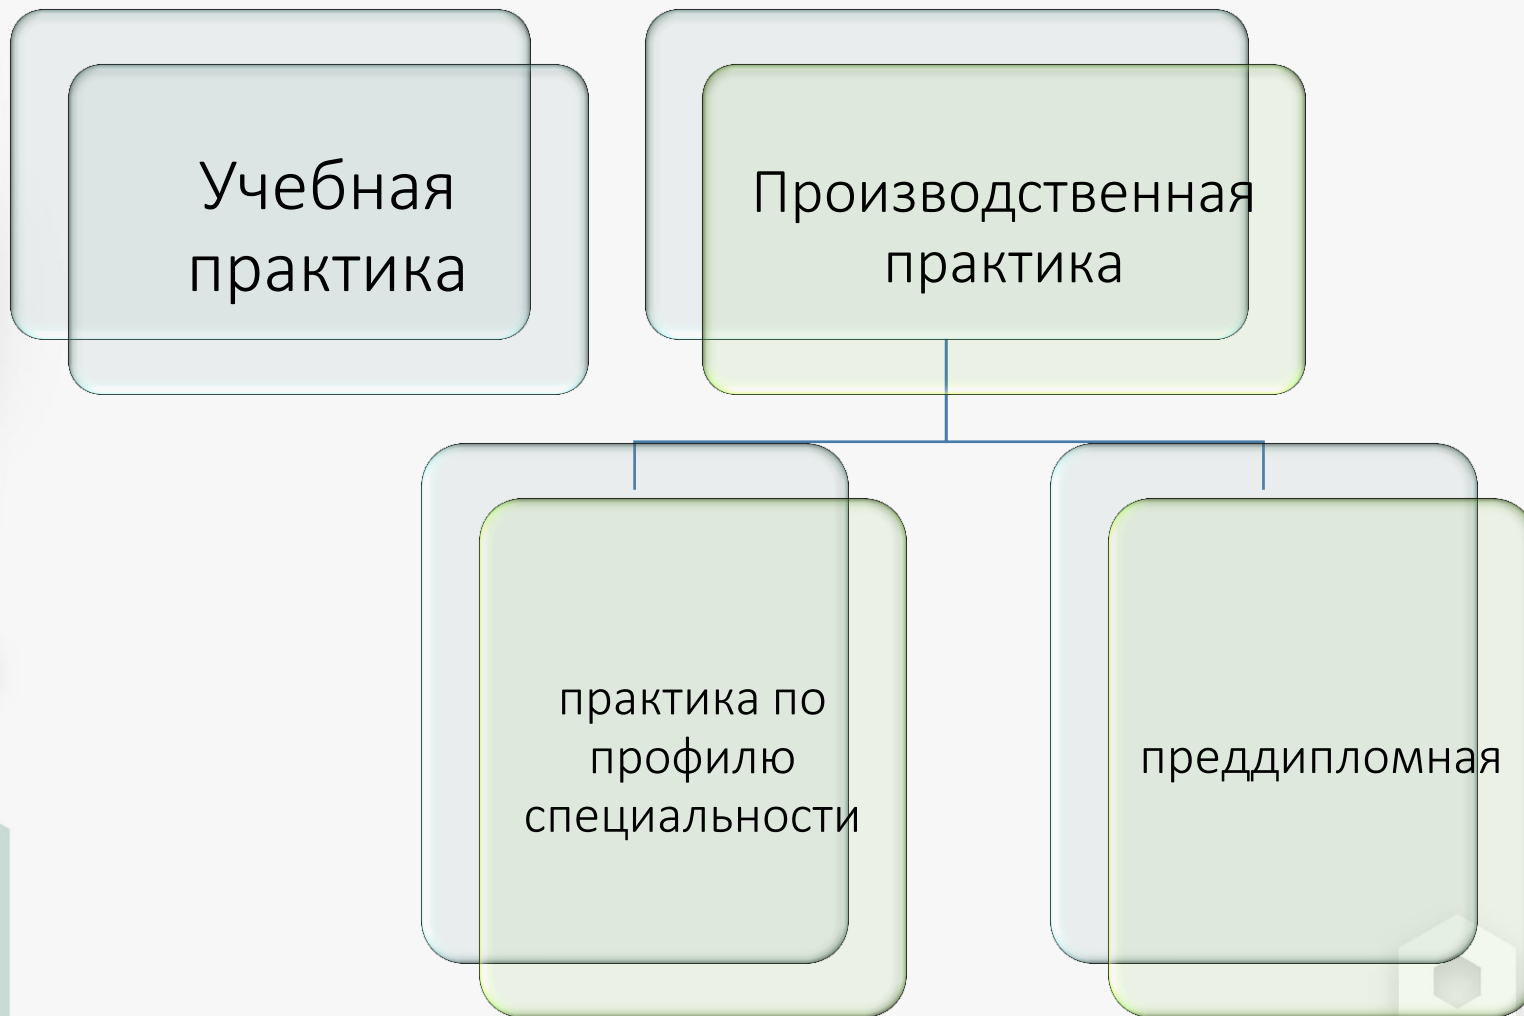 Учебная
практика
Производственная
практика
практика по
профилю
специальности
преддипломная